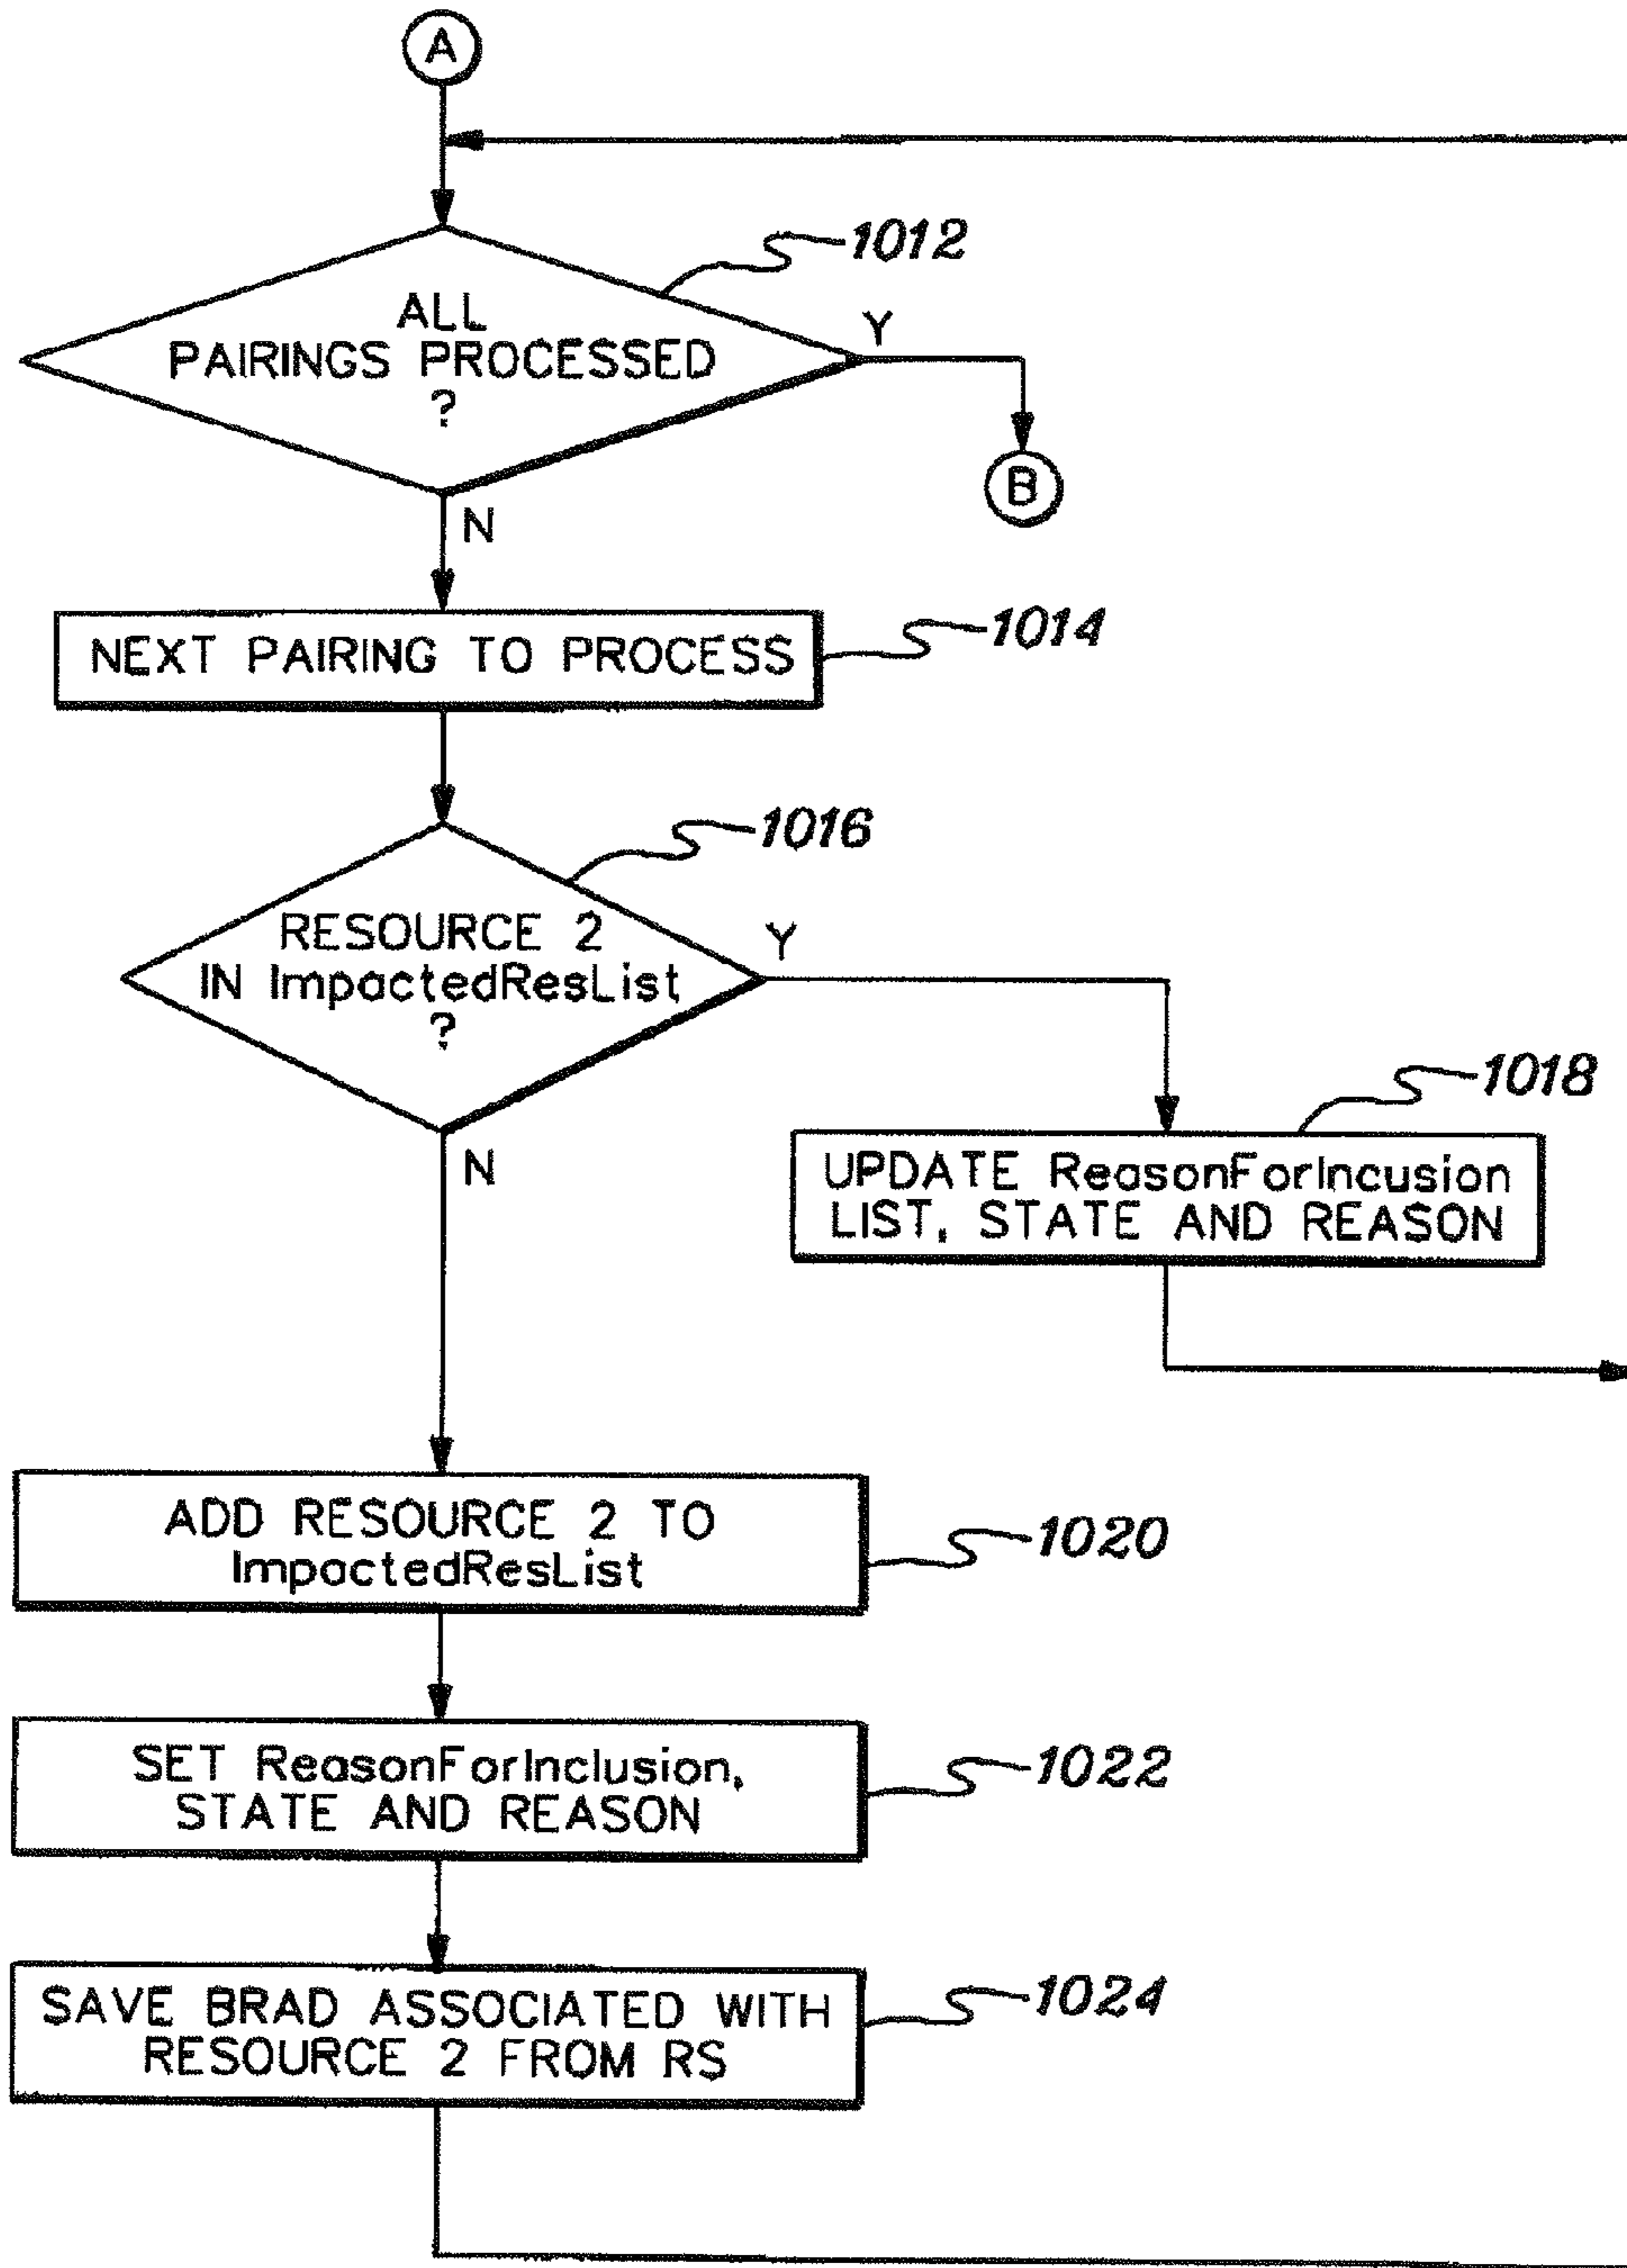 A
1012
ALL
PAIRINGS PROCESSED
?
Y
B
N
NEXT PAIRING TO PROCESS
1014
1016
RESOURCE 2
IN ImpactedResList
?
Y
N
1018
UPDATE ReasonForIncusion
LIST, STATE AND REASON
ADD RESOURCE 2 TO
ImpactedResList
1020
SET ReasonForInclusion,
STATE AND REASON
1022
SAVE BRAD ASSOCIATED WITH
RESOURCE 2 FROM RS
1024